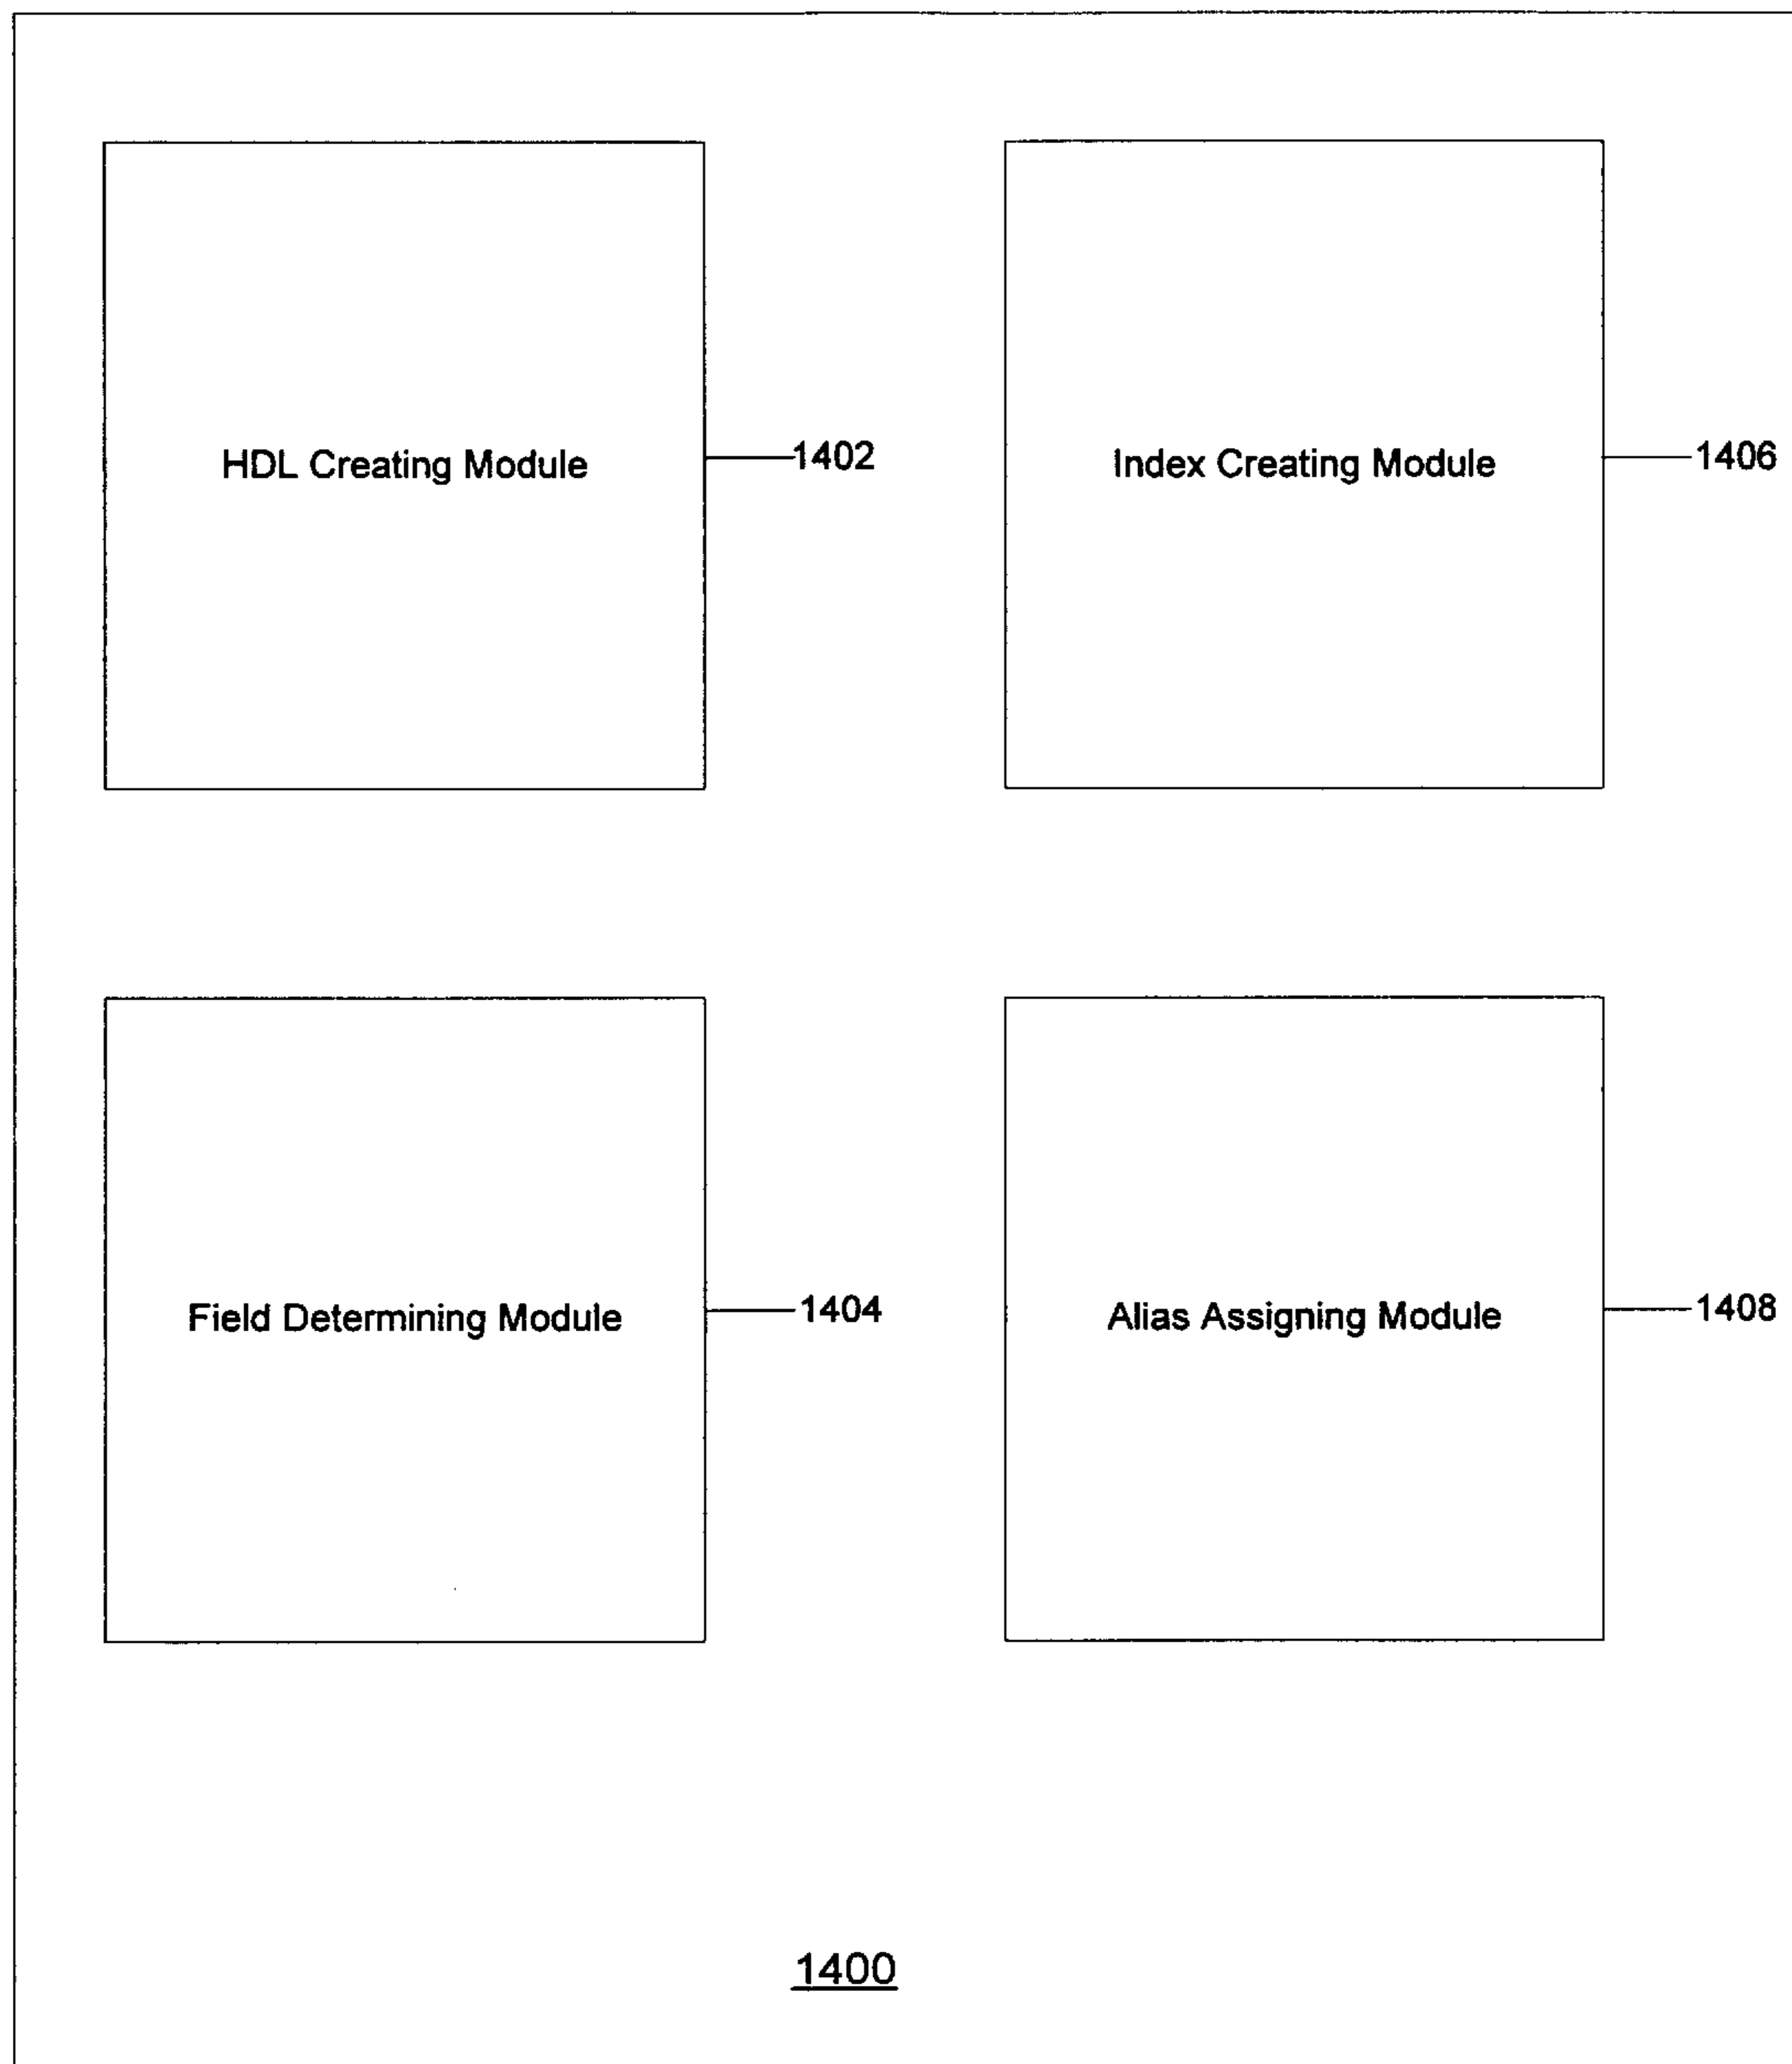 HDL Creating Module
1402
Index Creating Module
1406
Field Determining Module
1404
Alias Assigning Module
1408
1400